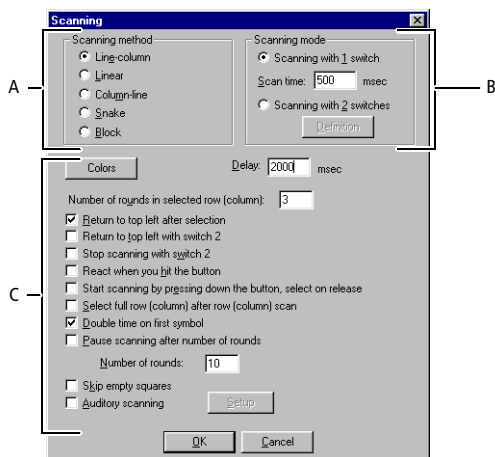 Scanning
Scanning method
Line-column
Linear
Column-line
Snake
Block
Scanning mode
Scanning with 1 switch
Scan time: 500 msec
Scanning with 2 switches
Definition
A
B
Colors
Delay: 2000 msec
Number of rounds in selected row (column): 3
Return to top left after selection
Return to top left with switch 2
Stop scanning with switch 2
React when you hit the button
Start scanning by pressing down the button, select on release
Select full row (column) after row (column) scan
Double time on first symbol
Pause scanning after number of rounds
Number of rounds: 10
Skip empty squares
Auditory scanning
Setup
C
OK
Cancel